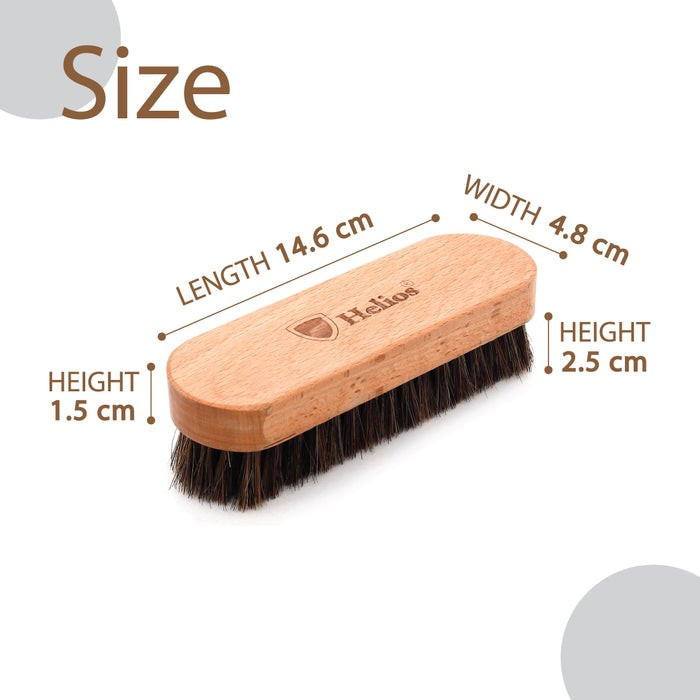 Size
LENGTH 14.6 cm
WIDTH 4.8 cm
Helios®
HEIGHT
1.5 cm
HEIGHT
2.5 cm